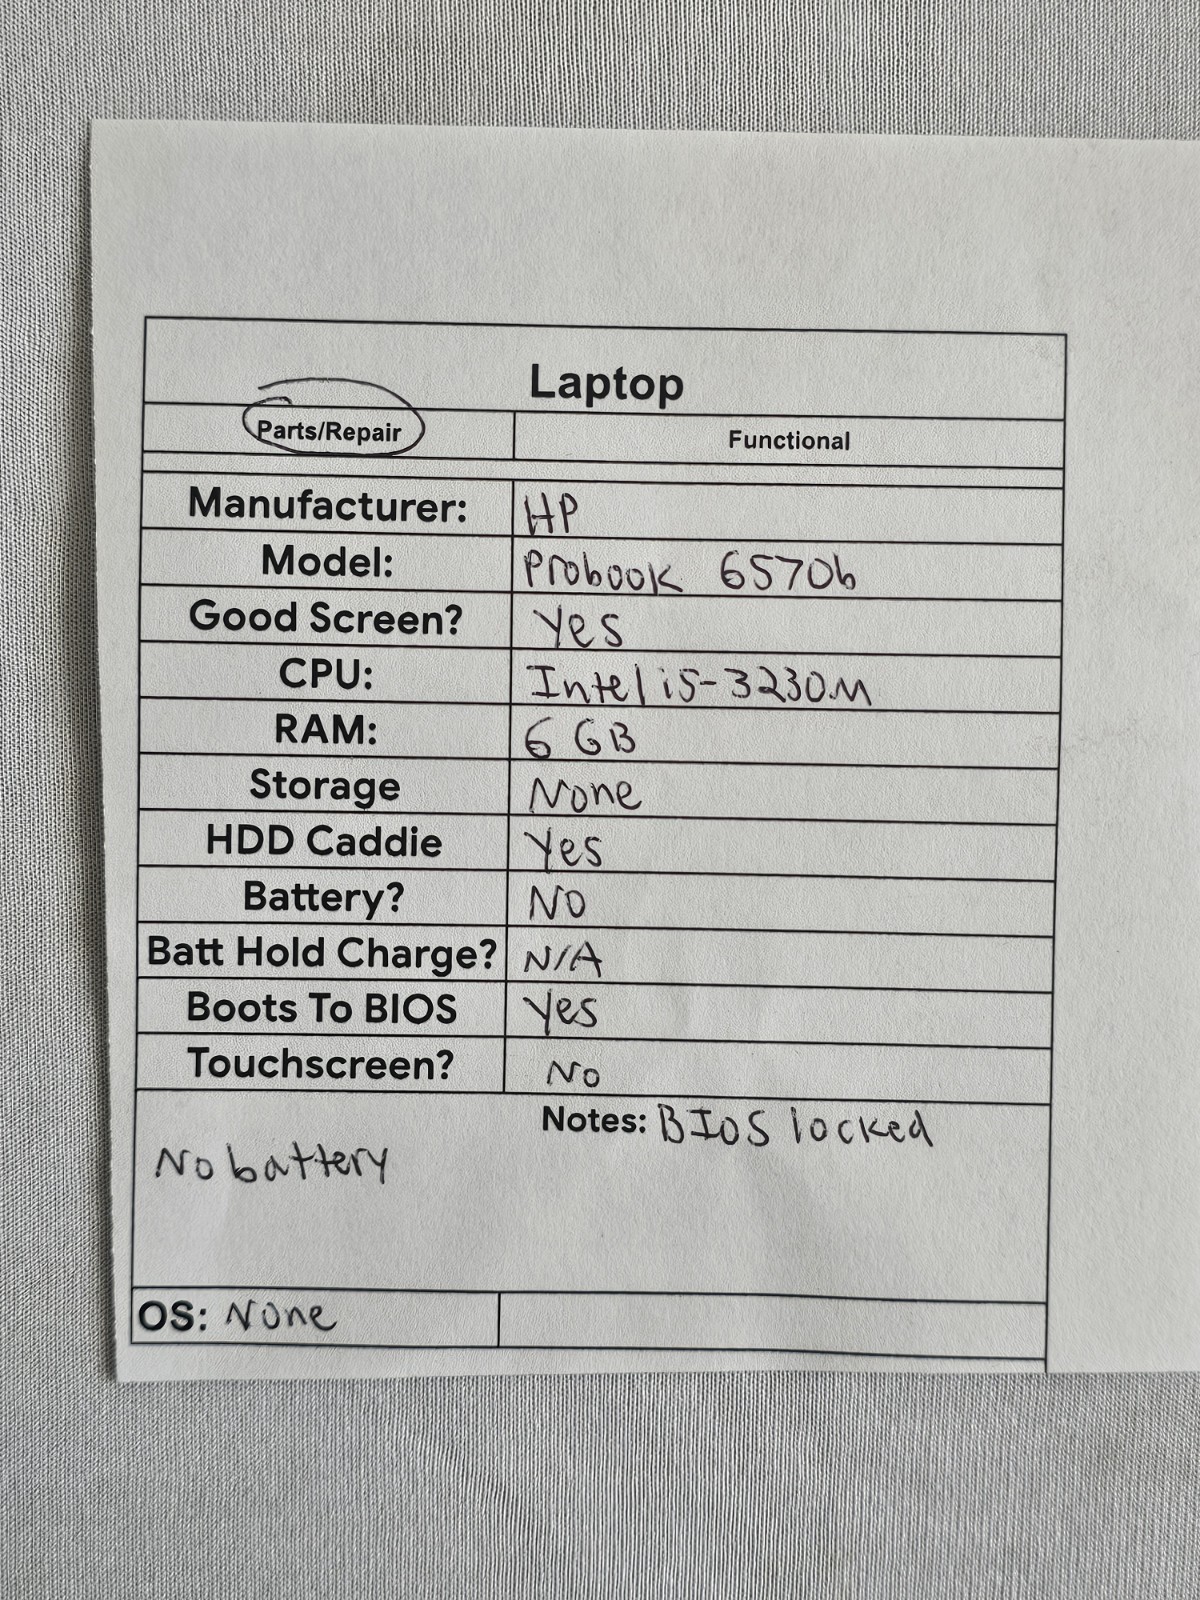 Laptop
Parts/Repair Functional
Manufacturer: HP
Model: Probook 6570b
Good Screen? Yes
CPU: Intel i5-3230M
RAM: 6 GB
Storage None
HDD Caddie Yes
Battery? NO
Batt Hold Charge? N/A
Boots To BIOS Yes
Touchscreen? No
Notes: BIOS locked
No battery
OS: None